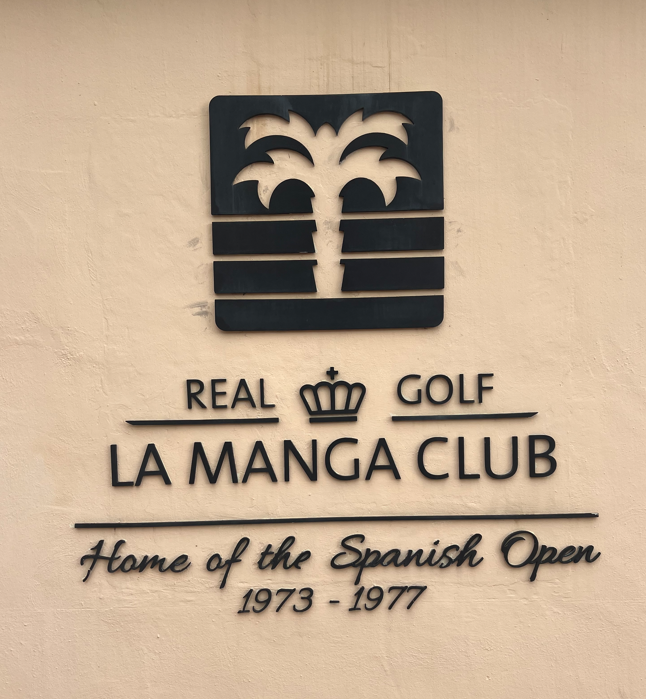 REAL GOLF
LA MANGA CLUB
Home of the Spanish Open
1973 - 1977